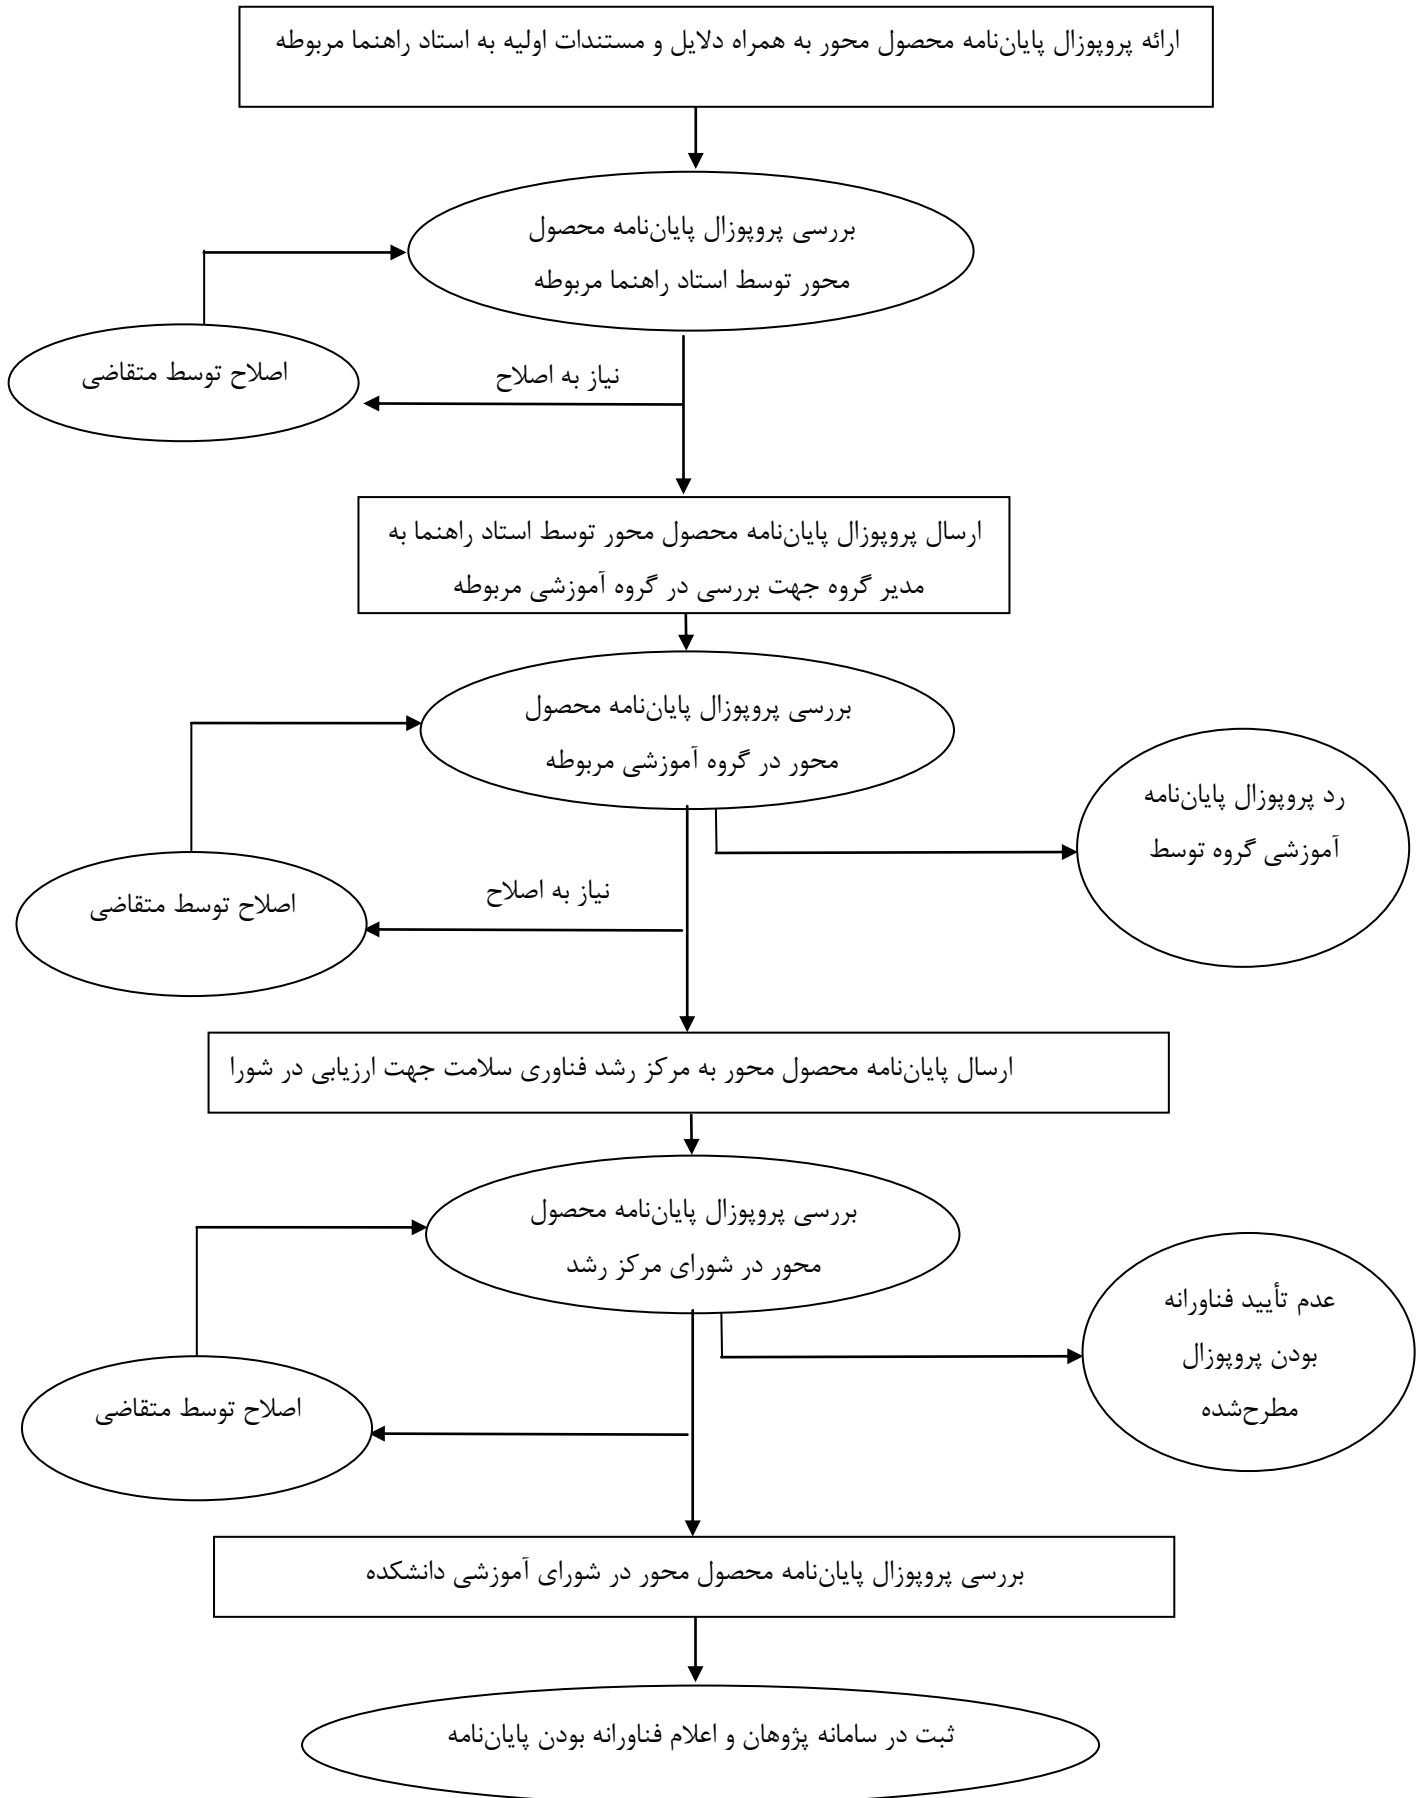 ارائه پروپوزال پایان‌نامه محصول محور به همراه دلایل و مستندات اولیه به استاد راهنما مربوطه
بررسی پروپوزال پایان‌نامه محصول
محور توسط استاد راهنما مربوطه
نیاز به اصلاح
اصلاح توسط متقاضی
ارسال پروپوزال پایان‌نامه محصول محور توسط استاد راهنما به
مدیر گروه جهت بررسی در گروه آموزشی مربوطه
بررسی پروپوزال پایان‌نامه محصول
محور در گروه آموزشی مربوطه
رد پروپوزال پایان‌نامه
آموزشی گروه توسط
نیاز به اصلاح
اصلاح توسط متقاضی
ارسال پایان‌نامه محصول محور به مرکز رشد فناوری سلامت جهت ارزیابی در شورا
بررسی پروپوزال پایان‌نامه محصول
محور در شورای مرکز رشد
عدم تأیید فناورانه
بودن پروپوزال
مطرح‌شده
اصلاح توسط متقاضی
بررسی پروپوزال پایان‌نامه محصول محور در شورای آموزشی دانشکده
ثبت در سامانه پژوهان و اعلام فناورانه بودن پایان‌نامه